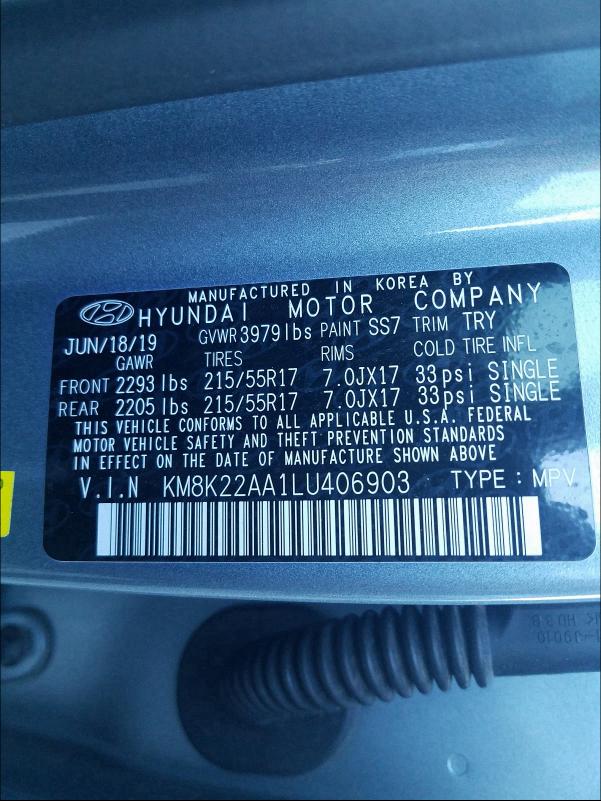 MANUFACTURED IN KOREA BY
HYUNDAI MOTOR COMPANY
JUN/18/19 GVWR 3979lbs PAINT SS7 TRIM TRY
GAWR TIRES RIMS COLD TIRE INFL
FRONT 2293 lbs 215/55R17 7.0JX17 33psi SINGLE
REAR 2205 lbs 215/55R17 7.0JX17 33psi SINGLE
THIS VEHICLE CONFORMS TO ALL APPLICABLE U.S.A. FEDERAL
MOTOR VEHICLE SAFETY AND THEFT PREVENTION STANDARDS
IN EFFECT ON THE DATE OF MANUFACTURE SHOWN ABOVE.
V.I.N KM8K22AA1LU406903 TYPE : MPV